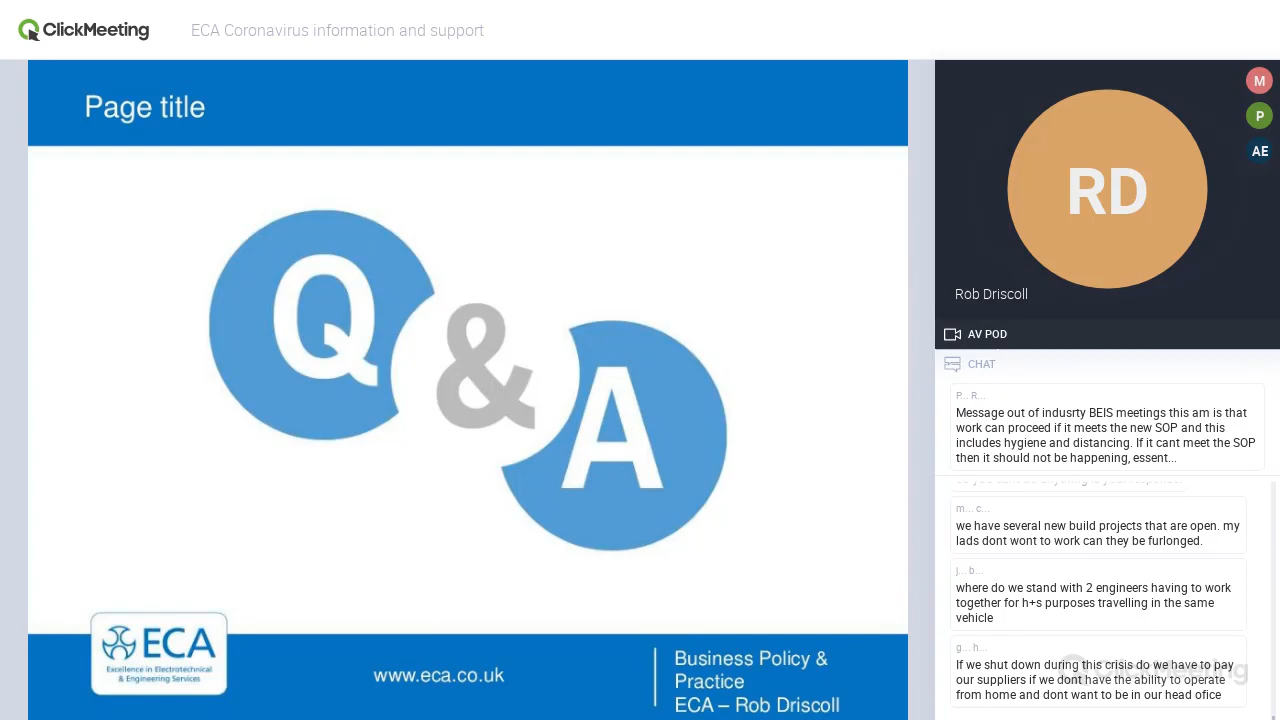 ClickMeeting
ECA Coronavirus information and support
Page title
Q & A
ECA
Excellence in Electrotechnical
& Engineering Services
www.eca.co.uk
Business Policy &
Practice
ECA – Rob Driscoll
M
P
AE
RD
Rob Driscoll
AV POD
CHAT
P... R...
Message out of indusrty BEIS meetings this am is that
work can proceed if it meets the new SOP and this
includes hygiene and distancing. If it cant meet the SOP
then it should not be happening, essent...
m... c...
we have several new build projects that are open. my
lads dont wont to work can they be furlonged.
j... b...
where do we stand with 2 engineers having to work
together for h+s purposes travelling in the same
vehicle
g... h...
If we shut down during this crisis do we have to pay
our suppliers if we dont have the ability to operate
from home and dont want to be in our head ofice
ClickMeeting